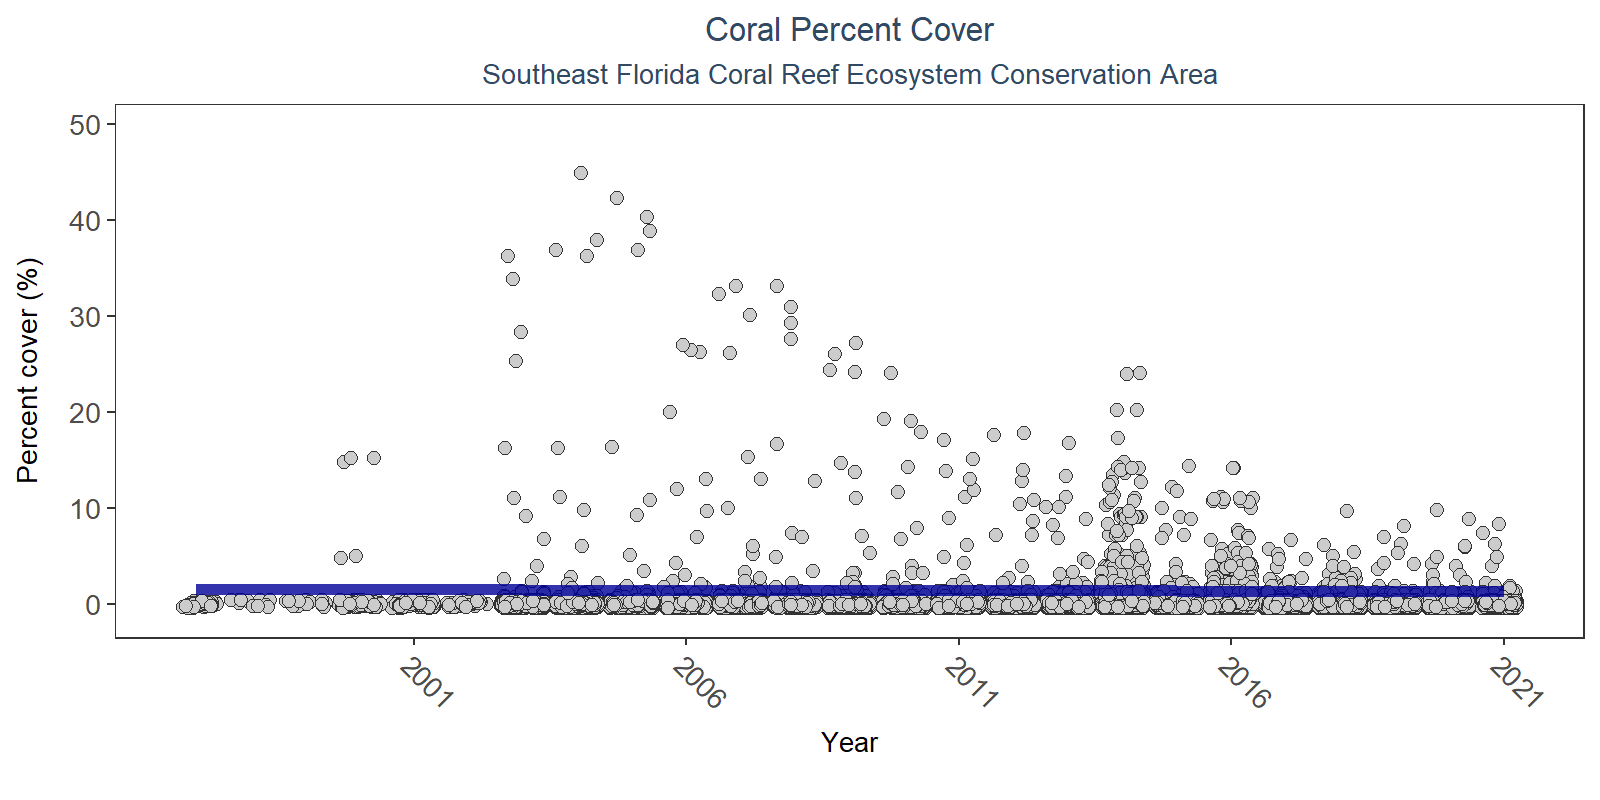 Coral Percent Cover
Southeast Florida Coral Reef Ecosystem Conservation Area
Percent cover (%)
50
40
30
20
10
0
2001
2006
2011
2016
2021
Year